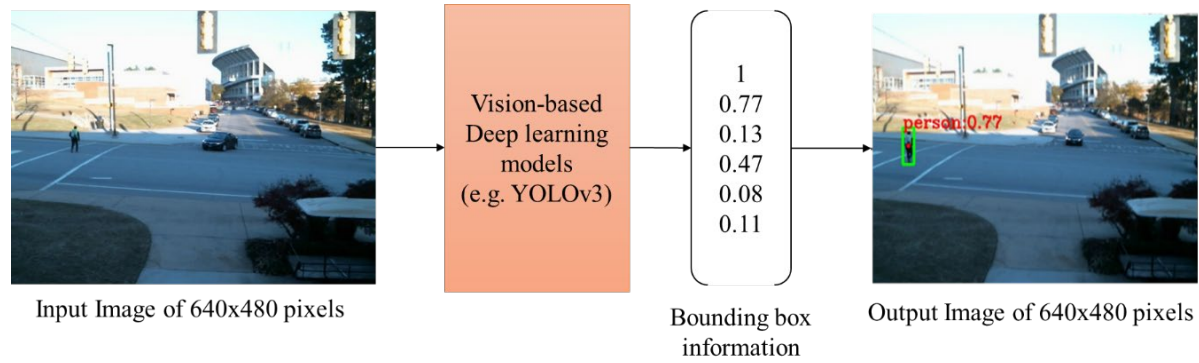 Vision-based
Deep learning
models
(e.g. YOLOv3)
1
0.77
0.13
0.47
0.08
0.11
person:0.77
Input Image of 640x480 pixels
Bounding box
information
Output Image of 640x480 pixels